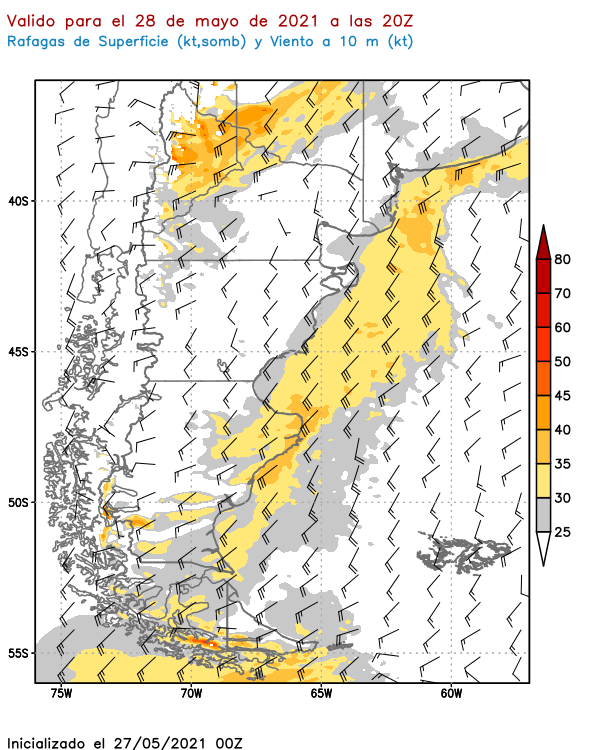 Valido para el 28 de mayo de 2021 a las 20Z
Rafagas de Superficie (kt,somb) y Viento a 10 m (kt)
40S
45S
50S
55S
75W
70W
65W
60W
80
70
60
50
45
40
35
30
25
Inicializado el 27/05/2021 00Z